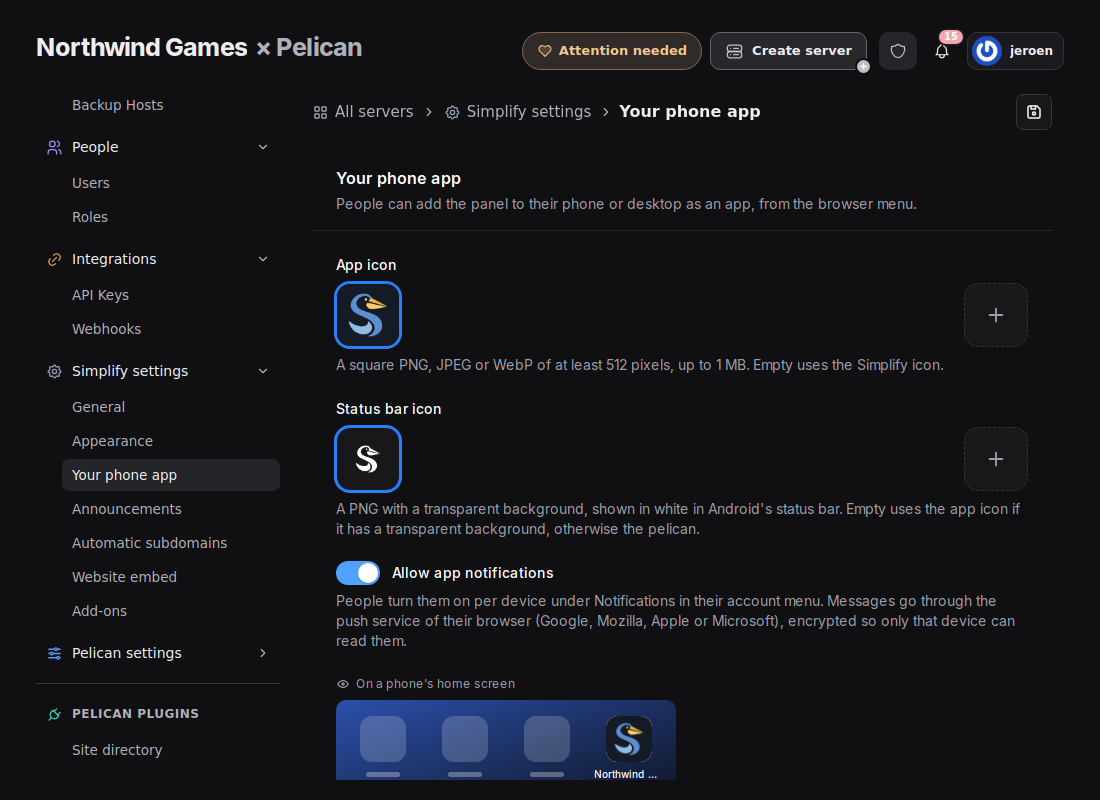 Northwind Games × Pelican
Attention needed
Create server
15
jeroen
Backup Hosts
People
Users
Roles
Integrations
API Keys
Webhooks
Simplify settings
General
Appearance
Your phone app
Announcements
Automatic subdomains
Website embed
Add-ons
Pelican settings
PELICAN PLUGINS
Site directory
All servers > Simplify settings > Your phone app
Your phone app
People can add the panel to their phone or desktop as an app, from the browser menu.
App icon
A square PNG, JPEG or WebP of at least 512 pixels, up to 1 MB. Empty uses the Simplify icon.
Status bar icon
A PNG with a transparent background, shown in white in Android's status bar. Empty uses the app icon if
it has a transparent background, otherwise the pelican.
Allow app notifications
People turn them on per device under Notifications in their account menu. Messages go through the
push service of their browser (Google, Mozilla, Apple or Microsoft), encrypted so only that device can
read them.
On a phone's home screen
Northwind ...